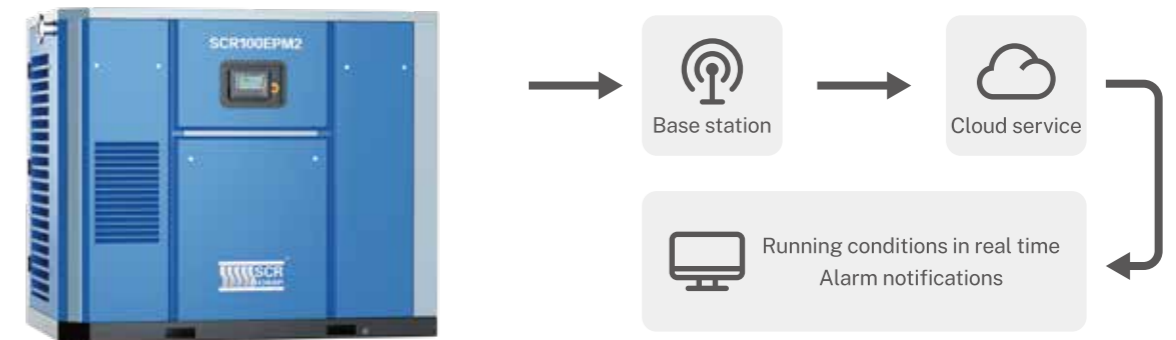 SCR100EPM2
Base station
Cloud service
Running conditions in real time
Alarm notifications
SCR